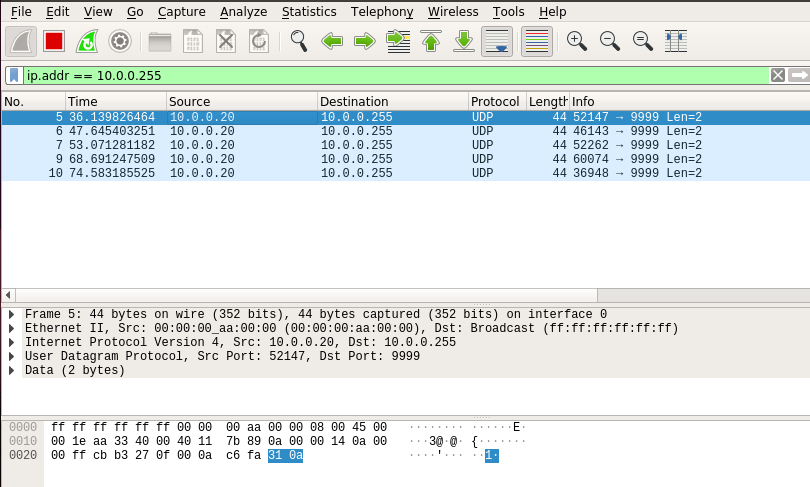 File Edit View Go Capture Analyze Statistics Telephony Wireless Tools Help
ip.addr == 10.0.0.255
No. Time Source Destination Protocol Length Info
5 36.139826464 10.0.0.20 10.0.0.255 UDP 44 52147 → 9999 Len=2
6 47.645403251 10.0.0.20 10.0.0.255 UDP 44 46143 → 9999 Len=2
7 53.071281182 10.0.0.20 10.0.0.255 UDP 44 52262 → 9999 Len=2
9 68.691247509 10.0.0.20 10.0.0.255 UDP 44 60074 → 9999 Len=2
10 74.583185525 10.0.0.20 10.0.0.255 UDP 44 36948 → 9999 Len=2
Frame 5: 44 bytes on wire (352 bits), 44 bytes captured (352 bits) on interface 0
Ethernet II, Src: 00:00:00_aa:00:00 (00:00:00:aa:00:00), Dst: Broadcast (ff:ff:ff:ff:ff:ff)
Internet Protocol Version 4, Src: 10.0.0.20, Dst: 10.0.0.255
User Datagram Protocol, Src Port: 52147, Dst Port: 9999
Data (2 bytes)
0000 ff ff ff ff ff ff 00 00 00 aa 00 00 08 00 45 00 ········ ······E·
0010 00 1e aa 33 40 00 40 11 7b 89 0a 00 00 14 0a 00 ···3@·@· {·······
0020 00 ff cb b3 27 0f 00 0a c6 fa 31 0a ····'··· ··1·